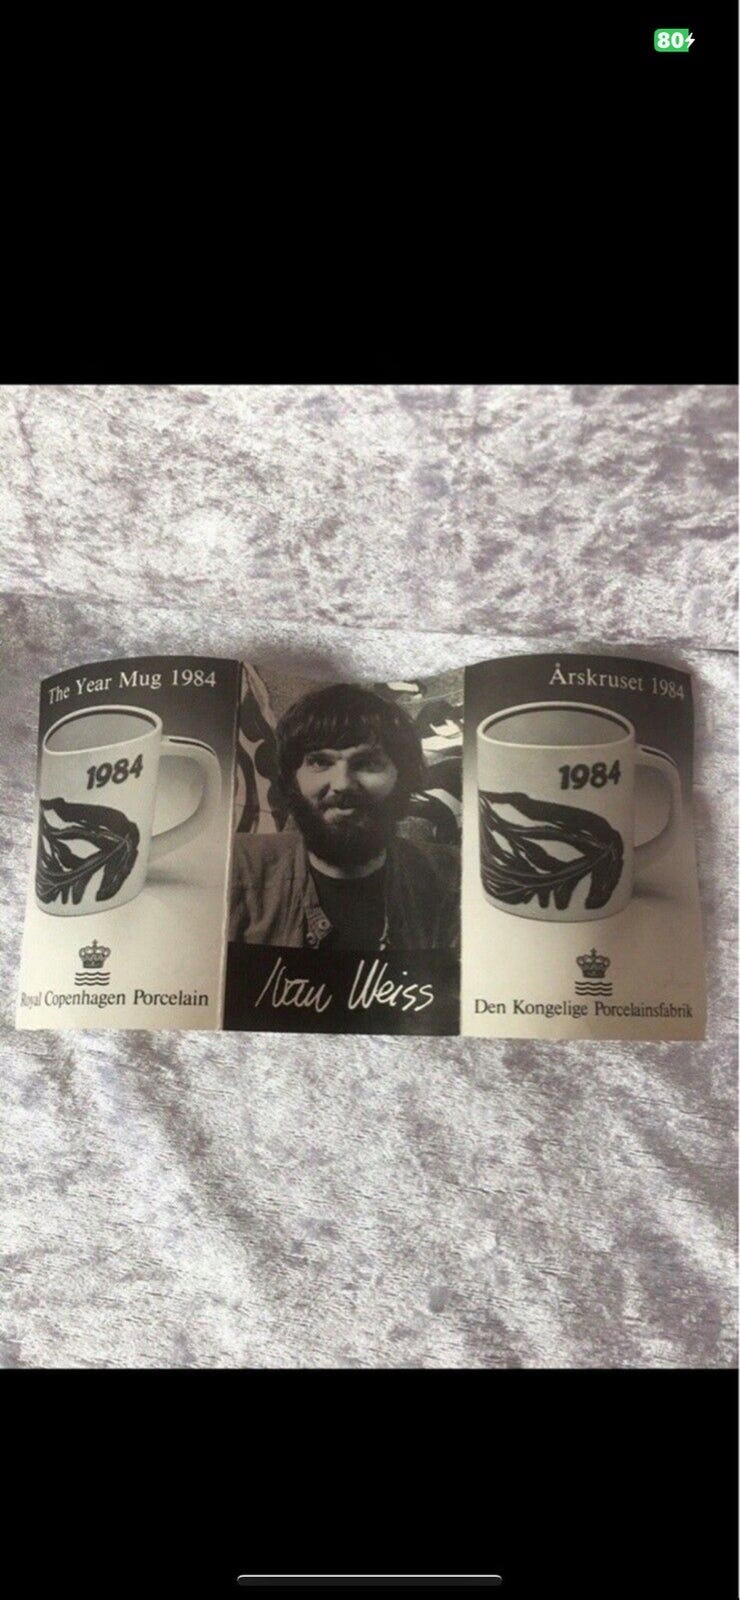 80
The Year Mug 1984
1984
Royal Copenhagen Porcelain
Ivan Weiss
Årskruset 1984
1984
Den Kongelige Porcelainsfabrik